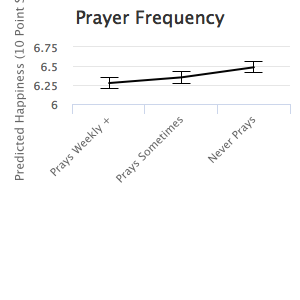 Prayer Frequency
Predicted Happiness (10 Point
6.75
6.5
6.25
6
Prays Weekly +
Prays Sometimes
Never Prays